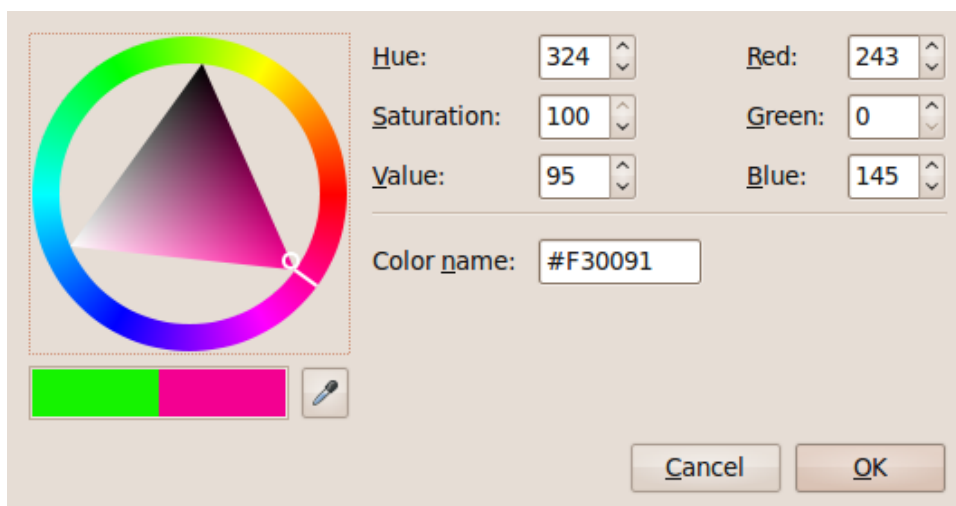 Hue: 324 Red: 243
Saturation: 100 Green: 0
Value: 95 Blue: 145
Color name: #F30091
Cancel OK